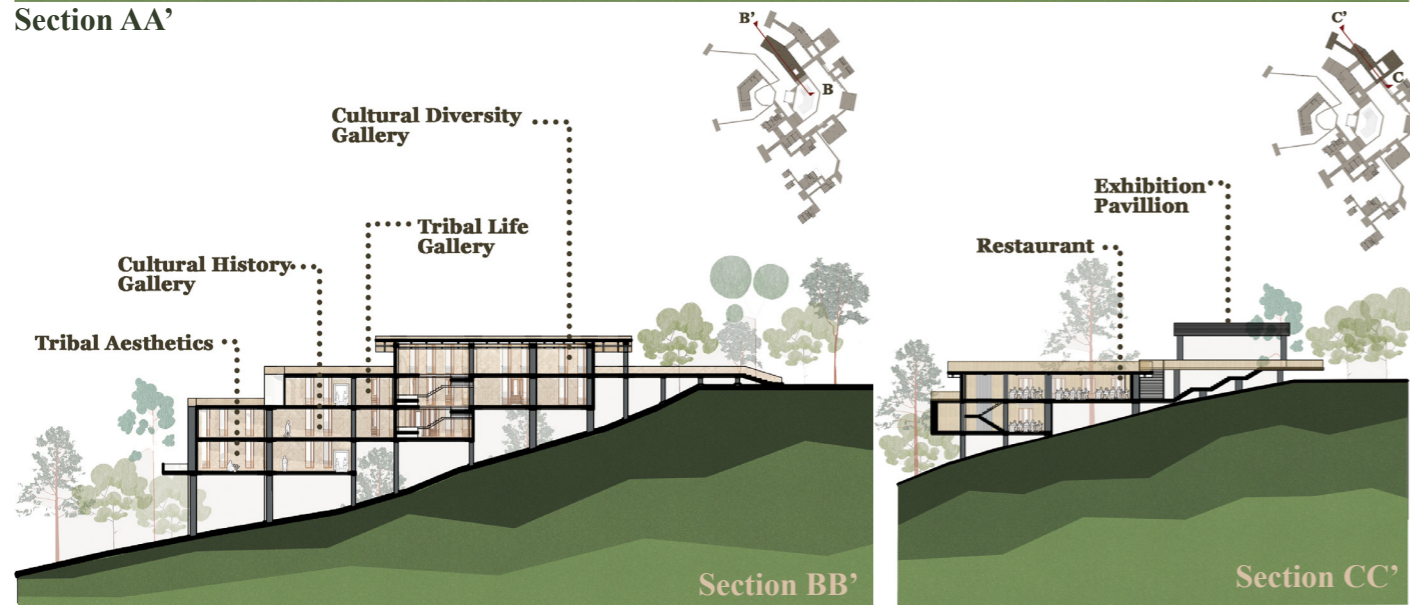 Section AA’
B’
B
C’
C
Cultural Diversity
Gallery
Tribal Life
Gallery
Cultural History
Gallery
Tribal Aesthetics
Exhibition
Pavillion
Restaurant
Section BB’
Section CC’